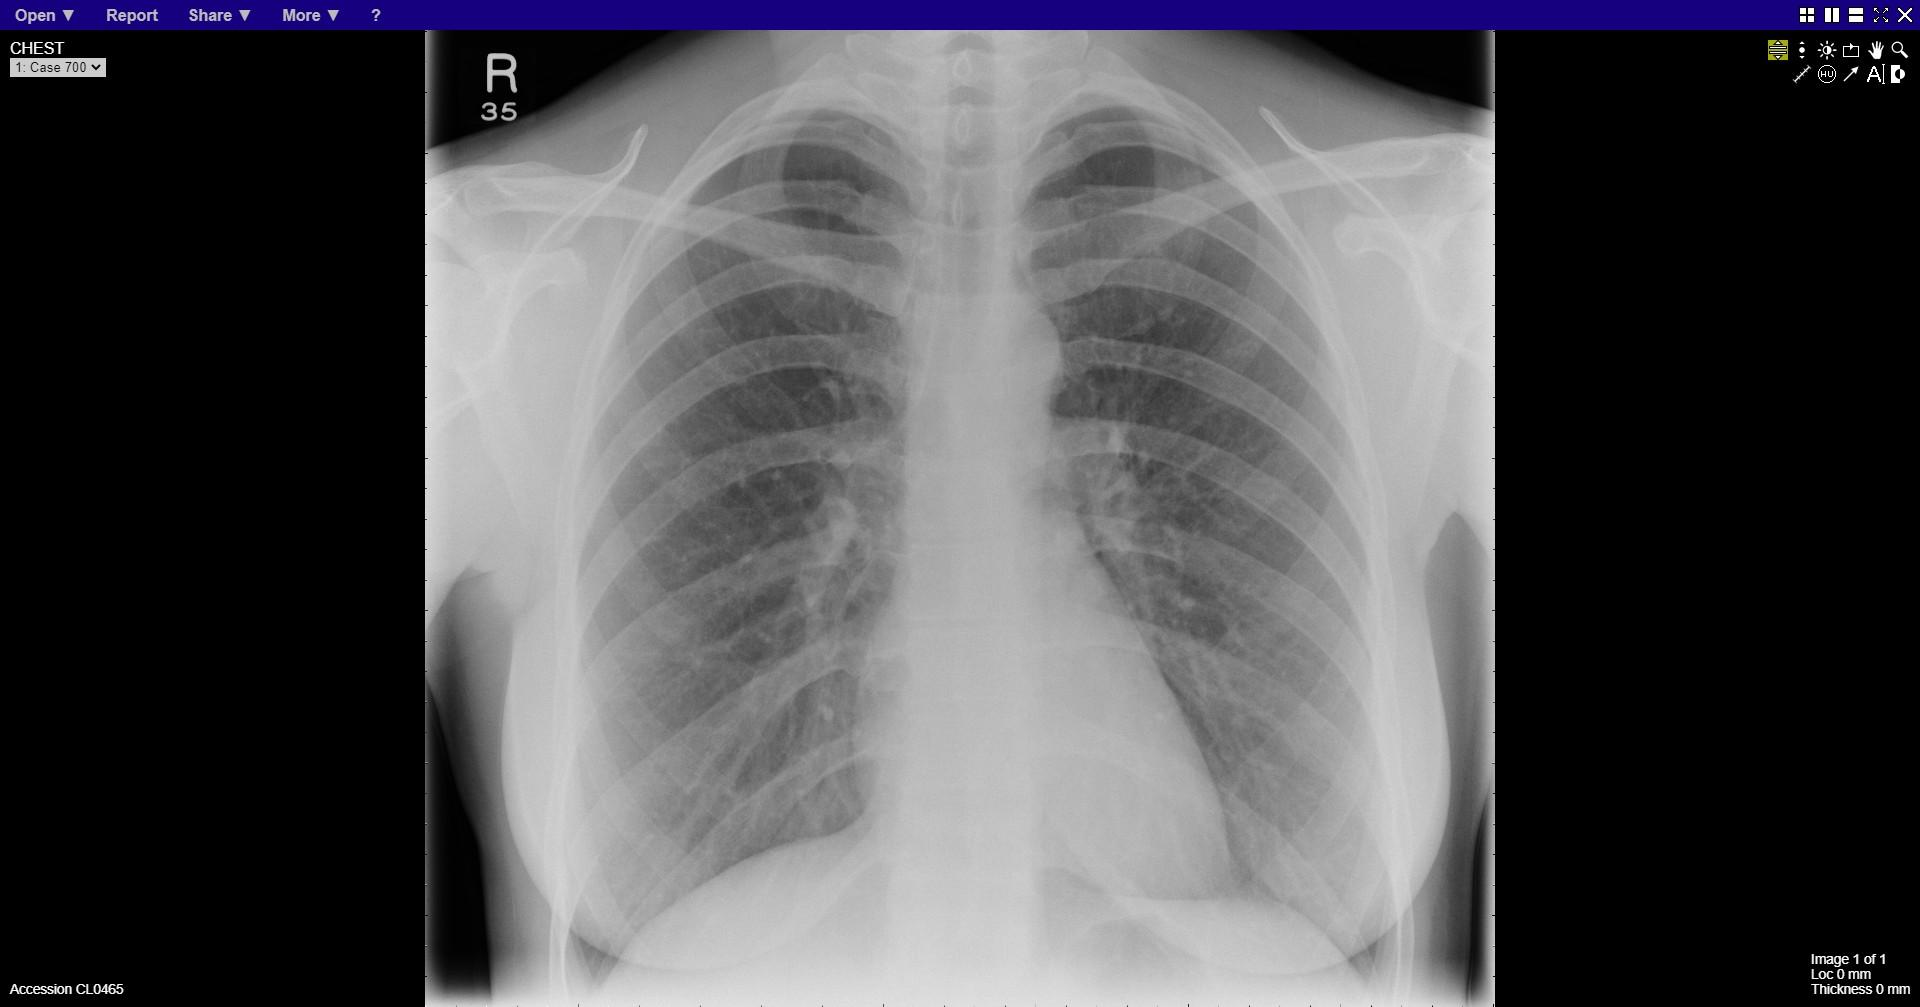 Open ▼ Report Share ▼ More ▼ ?
CHEST
1: Case 700
R
35
HU
A
Image 1 of 1
Loc 0 mm
Thickness 0 mm
Accession CL0465